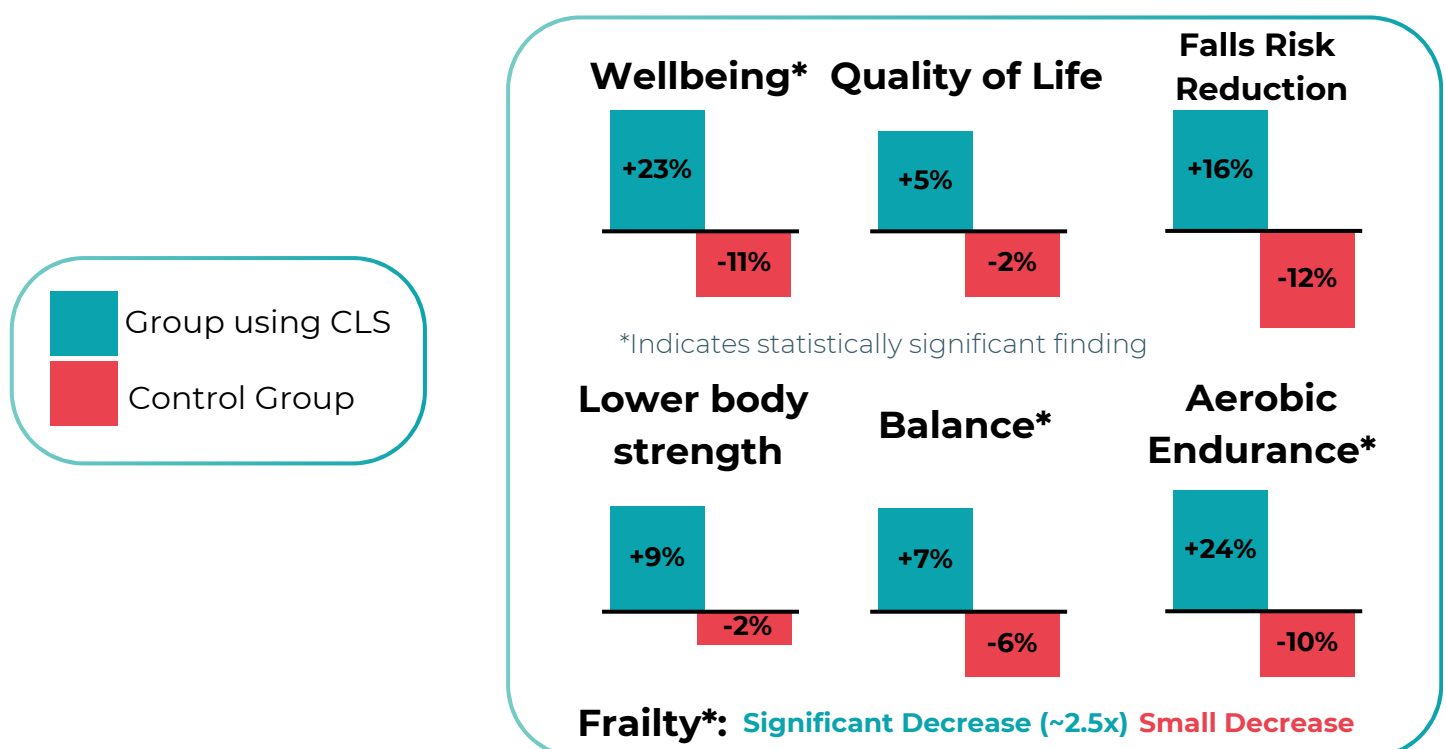 Group using CLS
Control Group
Wellbeing*
Quality of Life
Falls Risk
Reduction
+23%
-11%
+5%
-2%
+16%
-12%
*Indicates statistically significant finding
Lower body
strength
Balance*
Aerobic
Endurance*
+9%
-2%
+7%
-6%
+24%
-10%
Frailty*: Significant Decrease (~2.5x) Small Decrease